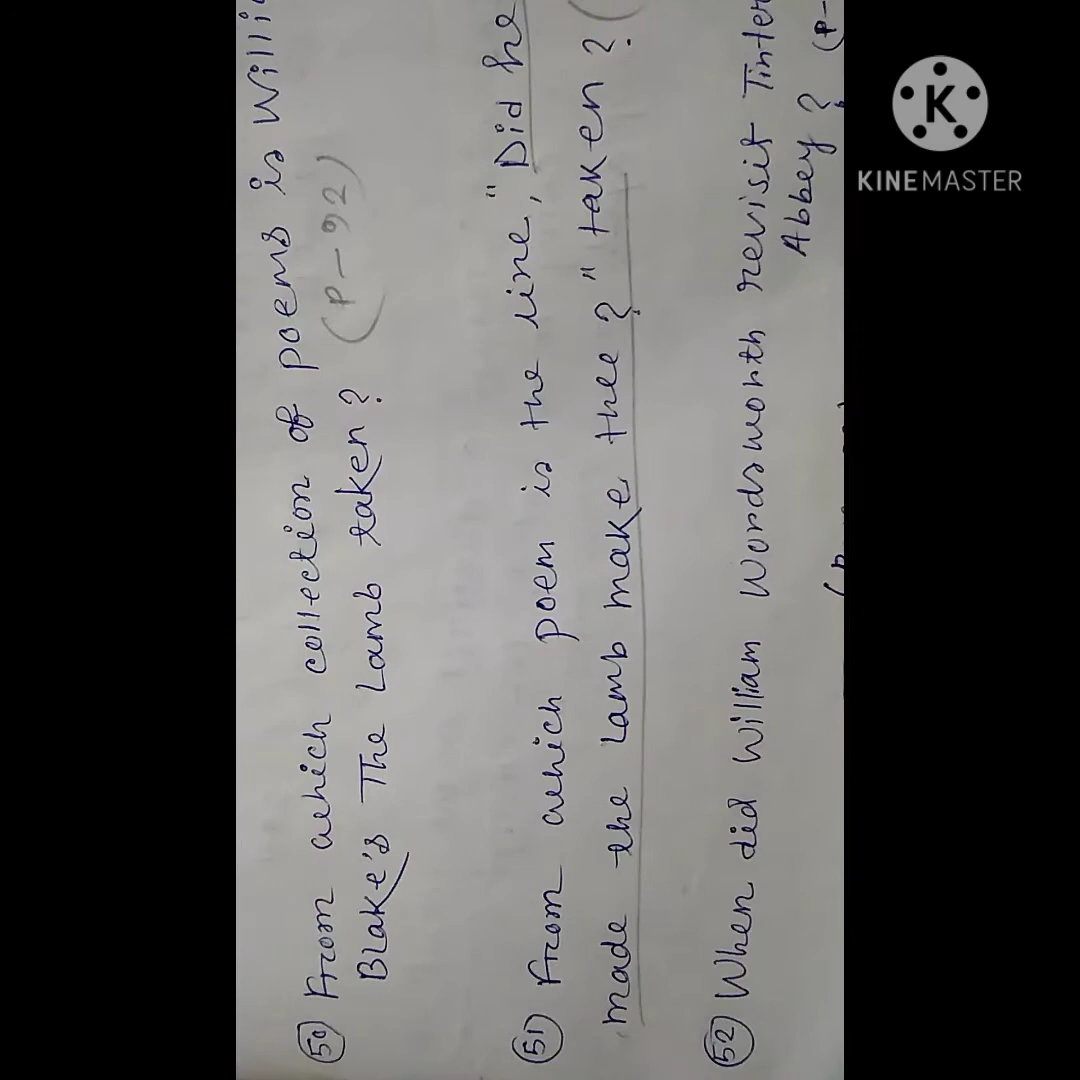 50 From which collection of poems is Willi
(P-92)
Blake's The Lamb taken?
51 From which poem is the line, "Did he
made the Lamb make thee?" taken?
52 When did William Wordsworth revisit Tinter
Abbey?
KINEMASTER